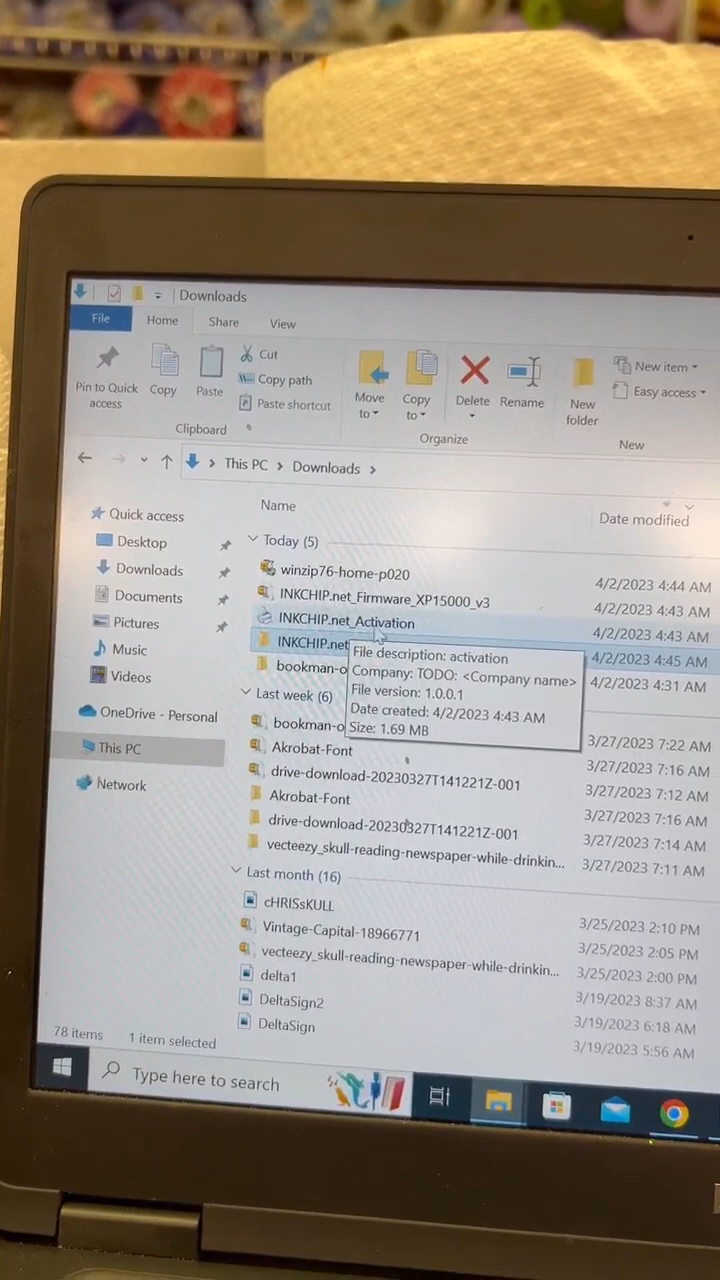 Downloads
File Home Share View
Pin to Quick access
Copy
Paste
Cut
Copy path
Paste shortcut
Clipboard
Move to
Copy to
Delete
Rename
Organize
New folder
New item
Easy access
New
This PC > Downloads >
Name Date modified
Quick access
Desktop
Downloads
Documents
Pictures
Music
Videos
OneDrive - Personal
This PC
Network
Today (5)
winzip76-home-p020 4/2/2023 4:44 AM
INKCHIP.net_Firmware_XP15000_v3 4/2/2023 4:43 AM
INKCHIP.net_Activation 4/2/2023 4:43 AM
INKCHIP.net 4/2/2023 4:45 AM
bookman-o 4/2/2023 4:31 AM
File description: activation
Company: TODO: <Company name>
File version: 1.0.0.1
Date created: 4/2/2023 4:43 AM
Size: 1.69 MB
Last week (6)
bookman-o 3/27/2023 7:22 AM
Akrobat-Font 3/27/2023 7:16 AM
drive-download-20230327T141221Z-001 3/27/2023 7:12 AM
Akrobat-Font 3/27/2023 7:16 AM
drive-download-20230327T141221Z-001 3/27/2023 7:14 AM
vecteezy_skull-reading-newspaper-while-drinkin... 3/27/2023 7:11 AM
Last month (16)
cHRISsKULL 3/25/2023 2:10 PM
Vintage-Capital-18966771 3/25/2023 2:05 PM
vecteezy_skull-reading-newspaper-while-drinkin... 3/25/2023 2:00 PM
delta1 3/19/2023 8:37 AM
DeltaSign2 3/19/2023 6:18 AM
DeltaSign 3/19/2023 5:56 AM
78 items 1 item selected
Type here to search